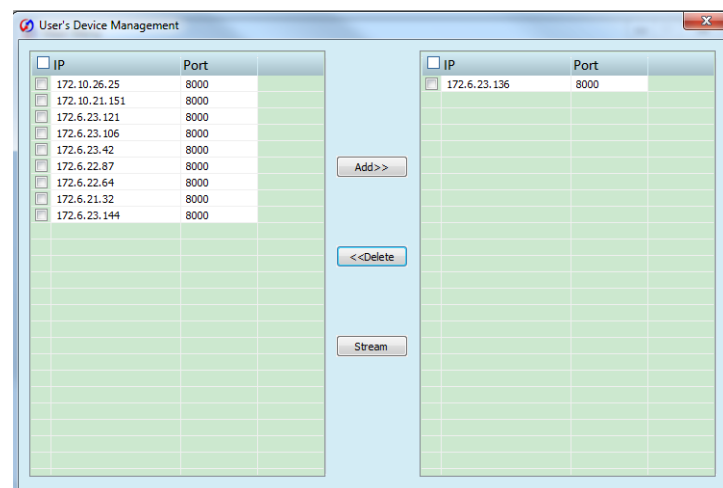 User's Device Management
IP Port
172.10.26.25 8000
172.10.21.151 8000
172.6.23.121 8000
172.6.23.106 8000
172.6.23.42 8000
172.6.22.87 8000
172.6.22.64 8000
172.6.21.32 8000
172.6.23.144 8000
Add>>
<<Delete
Stream
IP Port
172.6.23.136 8000